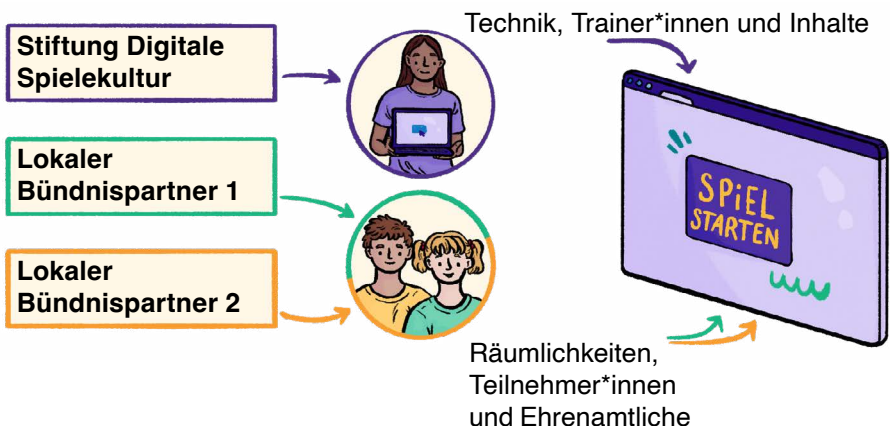 Stiftung Digitale
Spielekultur
Lokaler
Bündnispartner 1
Lokaler
Bündnispartner 2
Technik, Trainer*innen und Inhalte
SPiEL
STARTEN
Räumlichkeiten,
Teilnehmer*innen
und Ehrenamtliche